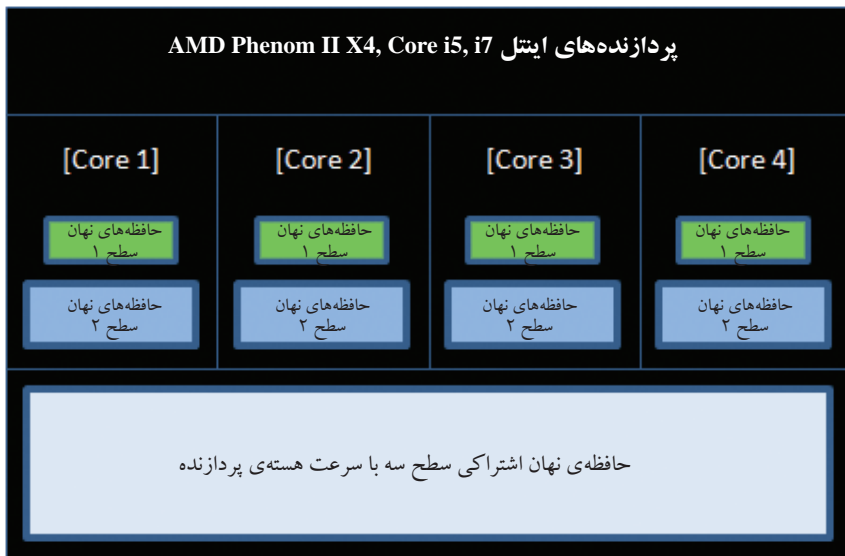 پردازنده‌های اینتل AMD Phenom II X4, Core i5, i7
[Core 1]
[Core 2]
[Core 3]
[Core 4]
حافظه‌های نهان
سطح ۱
حافظه‌های نهان
سطح ۱
حافظه‌های نهان
سطح ۱
حافظه‌های نهان
سطح ۱
حافظه‌های نهان
سطح ۲
حافظه‌های نهان
سطح ۲
حافظه‌های نهان
سطح ۲
حافظه‌های نهان
سطح ۲
حافظه‌ی نهان اشتراکی سطح سه با سرعت هسته‌ی پردازنده